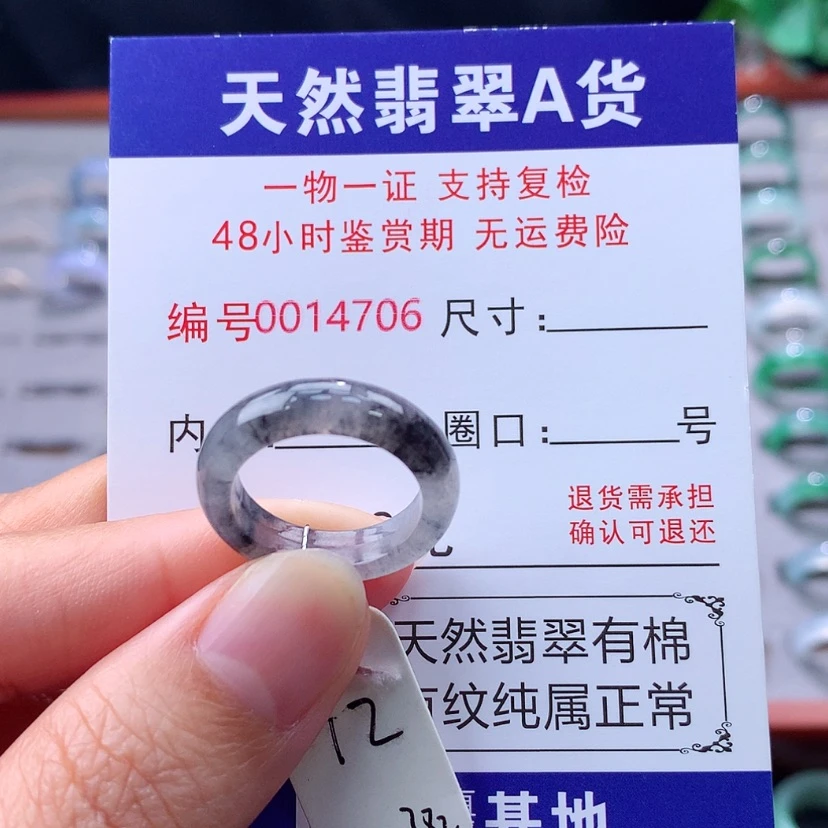 天然翡翠A货
一物一证 支持复检
48小时鉴赏期 无运费险
编号0014706 尺寸:
内 圈口: 号
退货需承担
确认可退还
天然翡翠有棉
纹纯属正常
12
基地